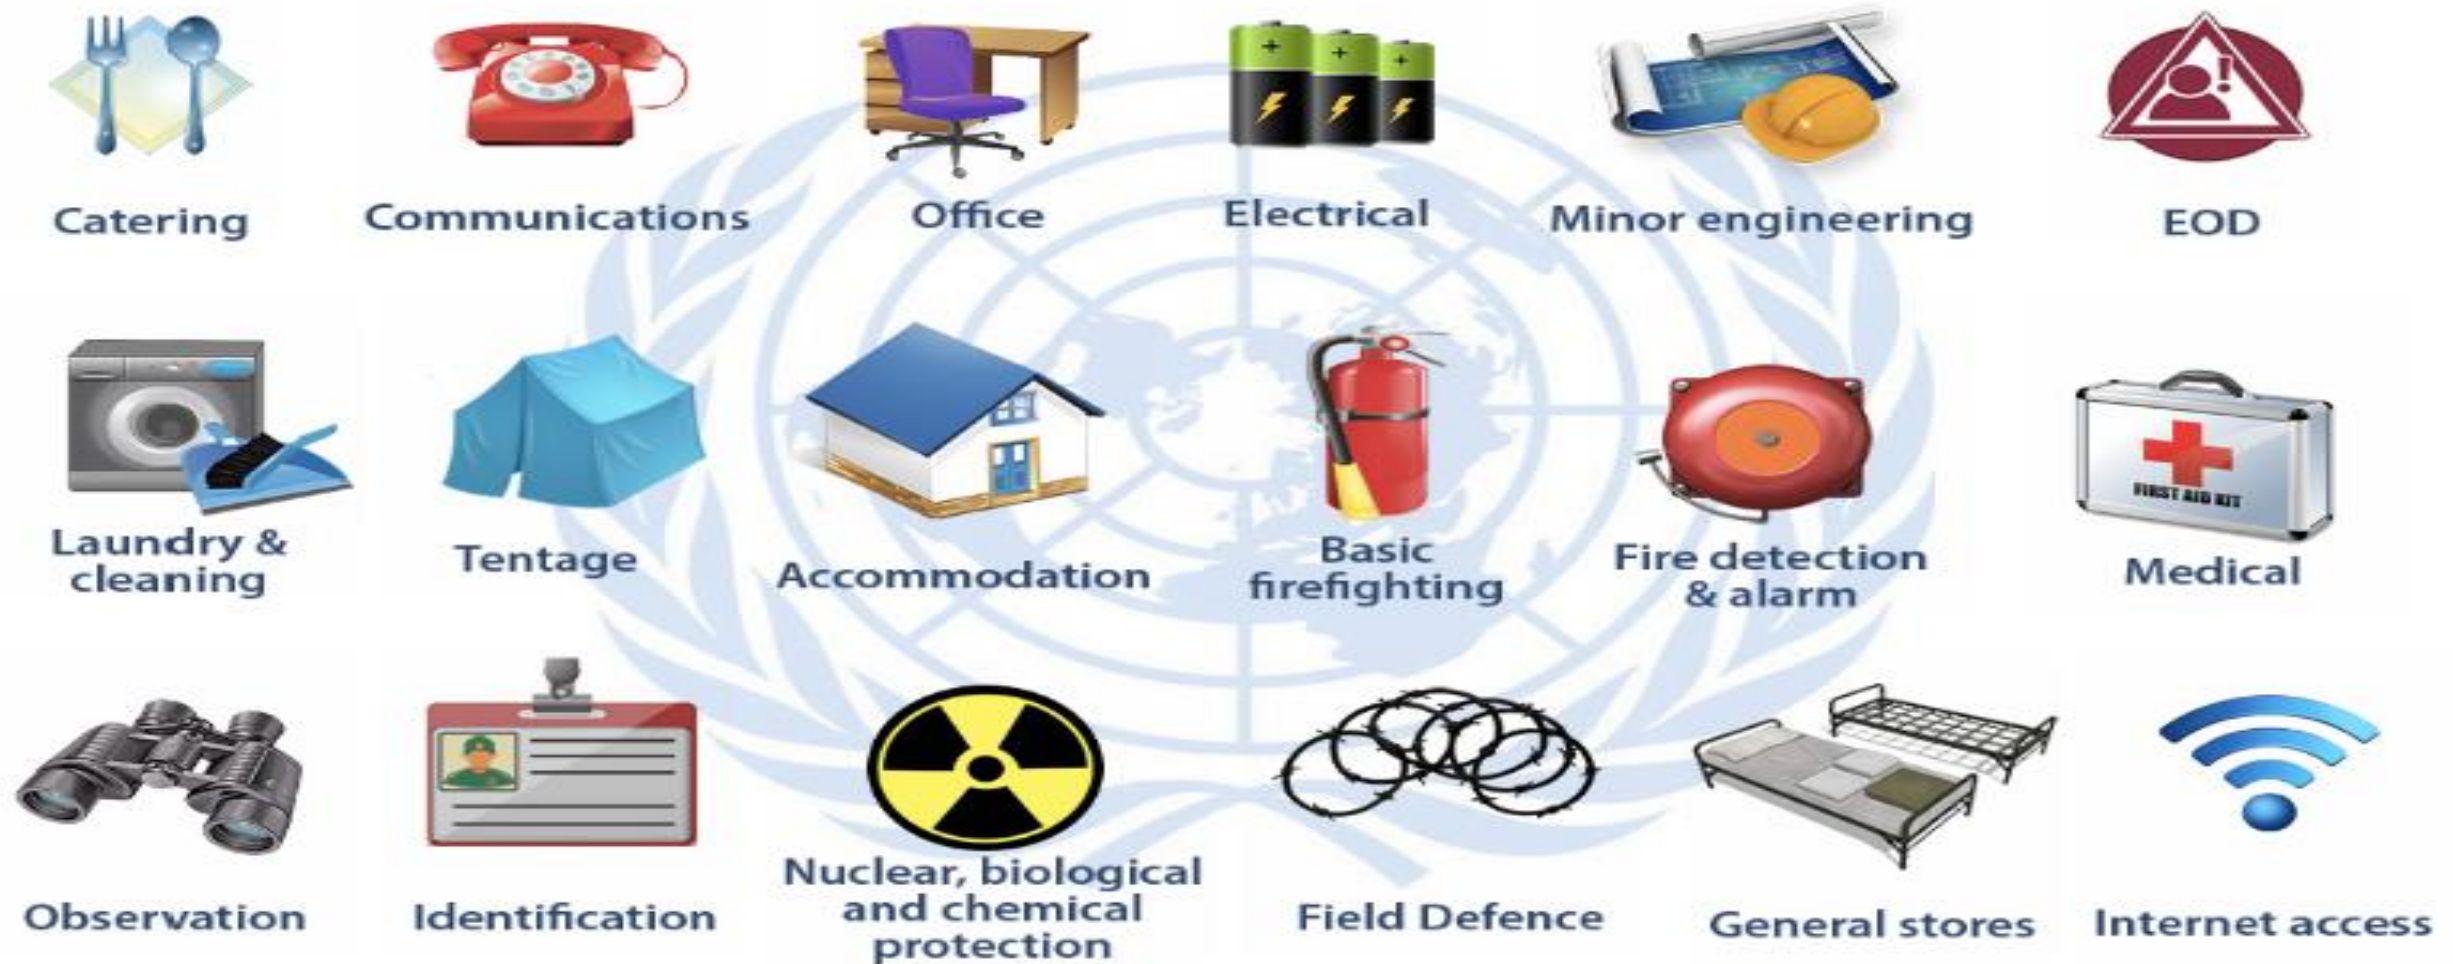 Catering
Communications
Office
Electrical
Minor engineering
EOD
Laundry &
cleaning
Tentage
Accommodation
Basic
firefighting
Fire detection
& alarm
FIRST AID KIT
Medical
Observation
Identification
Nuclear, biological
and chemical
protection
Field Defence
General stores
Internet access